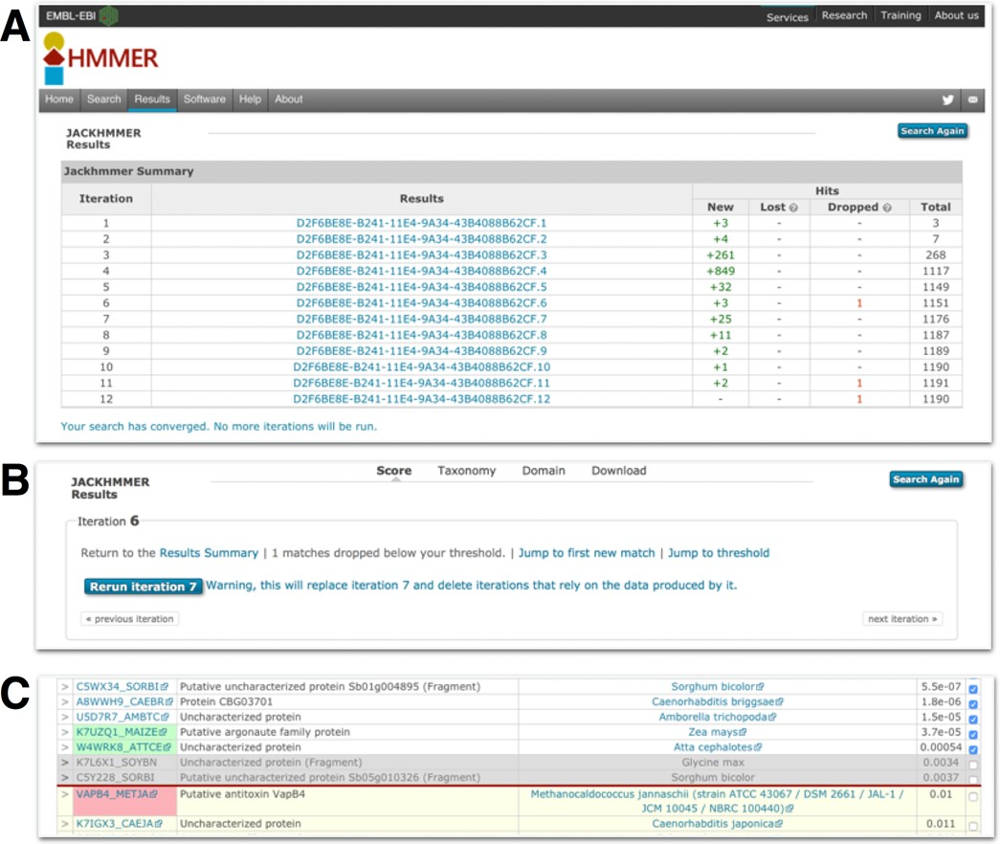 A
EMBL-EBI
Services Research Training About us
HMMER
Home Search Results Software Help About
JACKHMMER
Results
Search Again
Jackhmmer Summary
Iteration Results Hits
New Lost Dropped Total
1 D2F6BE8E-B241-11E4-9A34-43B4088B62CF.1 +3 - - 3
2 D2F6BE8E-B241-11E4-9A34-43B4088B62CF.2 +4 - - 7
3 D2F6BE8E-B241-11E4-9A34-43B4088B62CF.3 +261 - - 268
4 D2F6BE8E-B241-11E4-9A34-43B4088B62CF.4 +849 - - 1117
5 D2F6BE8E-B241-11E4-9A34-43B4088B62CF.5 +32 - - 1149
6 D2F6BE8E-B241-11E4-9A34-43B4088B62CF.6 +3 - 1 1151
7 D2F6BE8E-B241-11E4-9A34-43B4088B62CF.7 +25 - - 1176
8 D2F6BE8E-B241-11E4-9A34-43B4088B62CF.8 +11 - - 1187
9 D2F6BE8E-B241-11E4-9A34-43B4088B62CF.9 +2 - - 1189
10 D2F6BE8E-B241-11E4-9A34-43B4088B62CF.10 +1 - - 1190
11 D2F6BE8E-B241-11E4-9A34-43B4088B62CF.11 +2 - 1 1191
12 D2F6BE8E-B241-11E4-9A34-43B4088B62CF.12 - - 1 1190
Your search has converged. No more iterations will be run.
B
Score Taxonomy Domain Download
JACKHMMER
Results
Search Again
Iteration 6
Return to the Results Summary | 1 matches dropped below your threshold. | Jump to first new match | Jump to threshold
Rerun iteration 7 Warning, this will replace iteration 7 and delete iterations that rely on the data produced by it.
« previous iteration next iteration »
C
> C5WX34_SORBI Putative uncharacterized protein Sb01g004895 (Fragment) Sorghum bicolor 5.5e-07
> A8WWH9_CAEBR Protein CBG03701 Caenorhabditis briggsae 1.8e-06
> U5D7R7_AMBTC Uncharacterized protein Amborella trichopoda 1.5e-05
> K7UZQ1_MAIZE Putative argonaute family protein Zea mays 3.7e-05
> W4WRK8_ATTCE Uncharacterized protein Atta cephalotes 0.00054
> K7L6X1_SOYBN Uncharacterized protein (Fragment) Glycine max 0.0034
> C5Y228_SORBI Putative uncharacterized protein Sb05g010326 (Fragment) Sorghum bicolor 0.0037
> VAPB4_METJA Putative antitoxin VapB4 Methanocaldococcus jannaschii (strain ATCC 43067 / DSM 2661 / JAL-1 / 0.01
JCM 10045 / NBRC 100440)
> K7IGX3_CAEJA Uncharacterized protein Caenorhabditis japonica 0.011